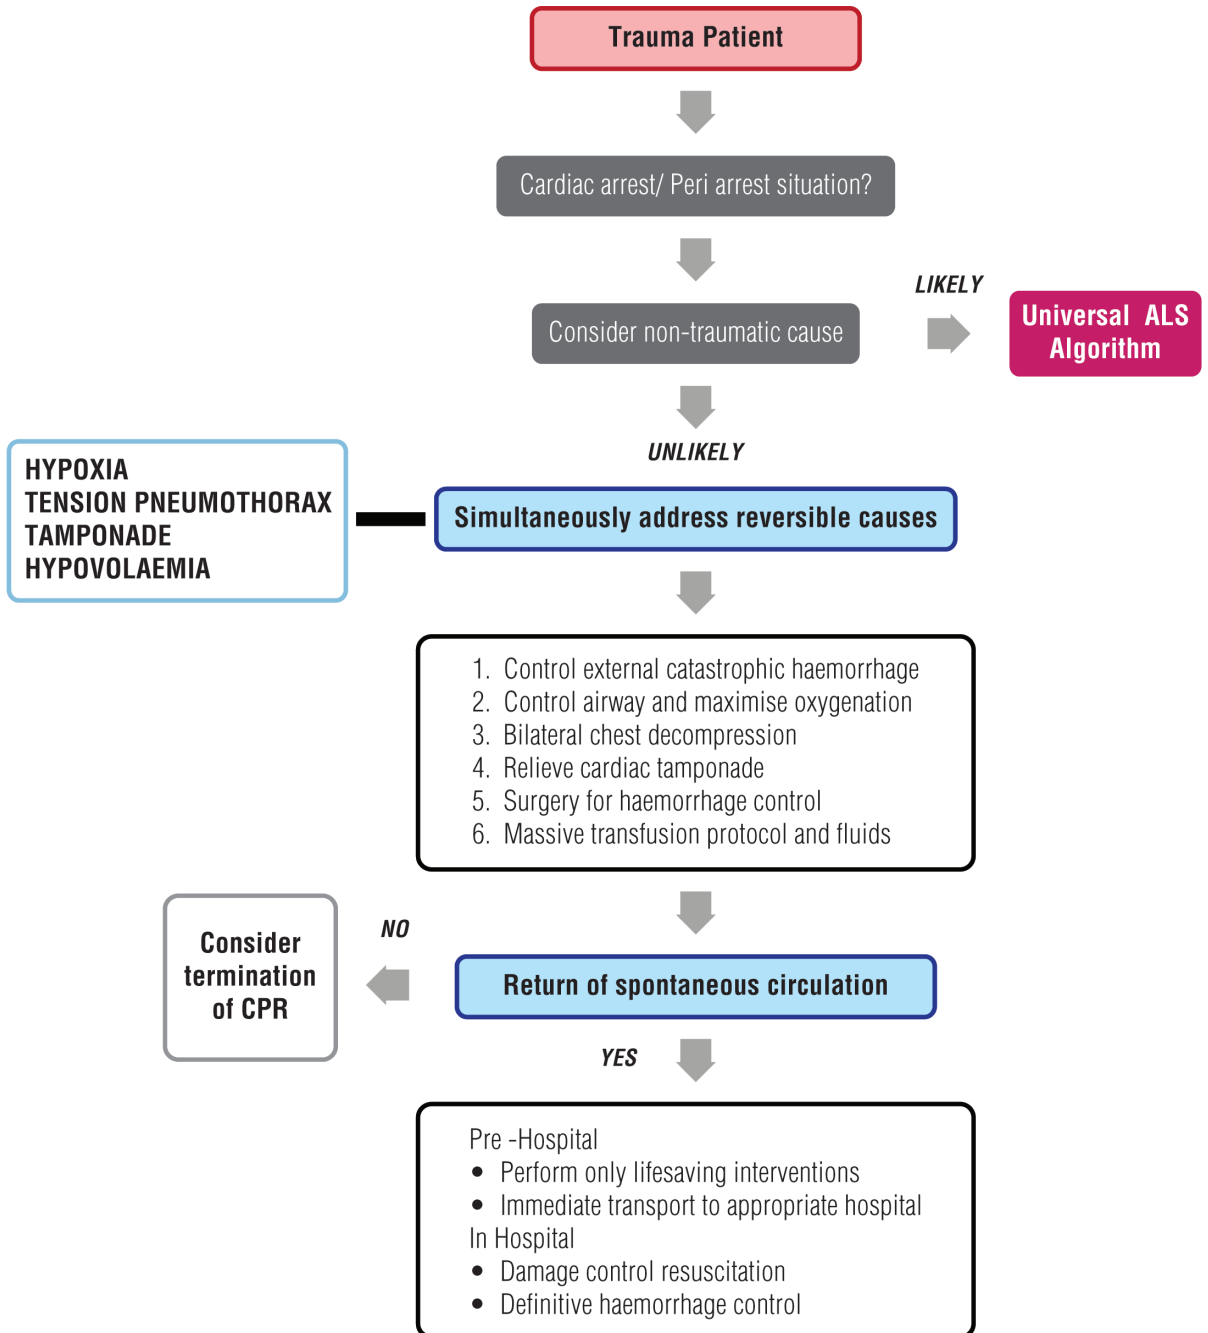 Trauma Patient
Cardiac arrest/ Peri arrest situation?
Consider non-traumatic cause
LIKELY
Universal ALS
Algorithm
UNLIKELY
HYPOXIA
TENSION PNEUMOTHORAX
TAMPONADE
HYPOVOLAEMIA
Simultaneously address reversible causes
1. Control external catastrophic haemorrhage
2. Control airway and maximise oxygenation
3. Bilateral chest decompression
4. Relieve cardiac tamponade
5. Surgery for haemorrhage control
6. Massive transfusion protocol and fluids
Return of spontaneous circulation
NO
Consider
termination
of CPR
YES
Pre -Hospital
• Perform only lifesaving interventions
• Immediate transport to appropriate hospital
In Hospital
• Damage control resuscitation
• Definitive haemorrhage control